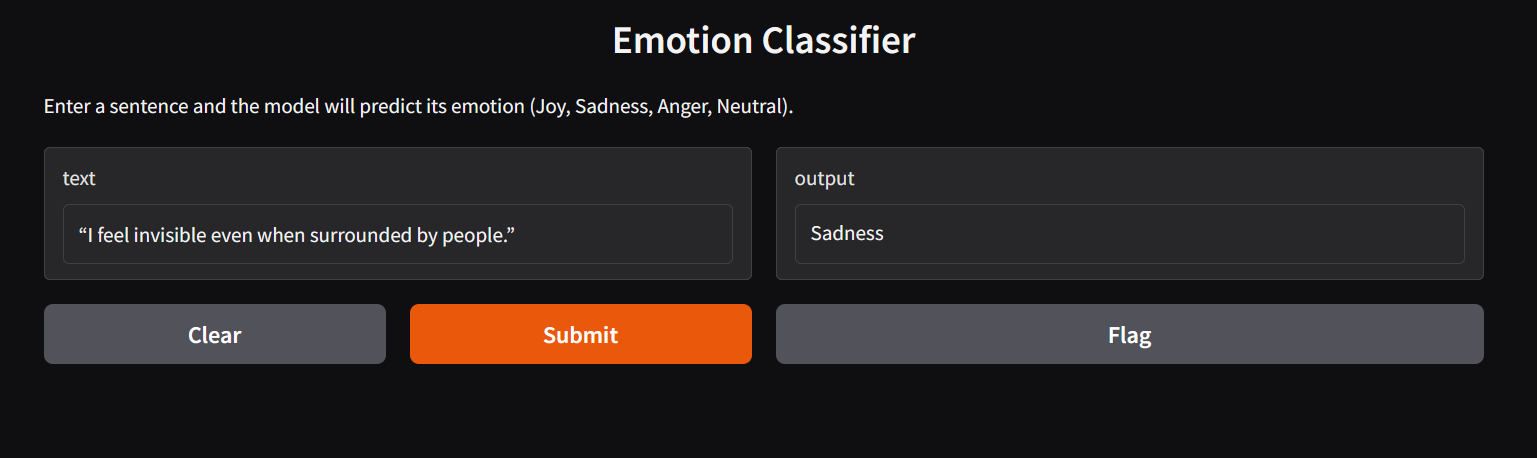 Emotion Classifier
Enter a sentence and the model will predict its emotion (Joy, Sadness, Anger, Neutral).
text
“I feel invisible even when surrounded by people.”
output
Sadness
Clear
Submit
Flag